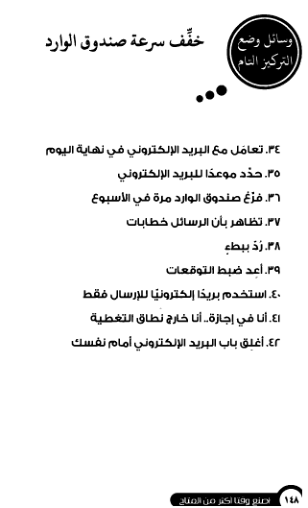 وسائل وضع
التركيز التام
خفِّف سرعة صندوق الوارد
٣٤. تعامَل مع البريد الإلكتروني في نهاية اليوم
٣٥. حدِّد موعدًا للبريد الإلكتروني
٣٦. فرِّغ صندوق الوارد مرة في الأسبوع
٣٧. تظاهر بأن الرسائل خطابات
٣٨. رُدَّ ببطءٍ
٣٩. أعِد ضبط التوقعات
٤٠. استخدم بريدًا إلكترونيًّا للإرسال فقط
٤١. أنا في إجازة.. أنا خارج نطاق التغطية
٤٢. أغلِق باب البريد الإلكتروني أمام نفسك
١٤٨ اصنع وقتًا أكثر من المتاح